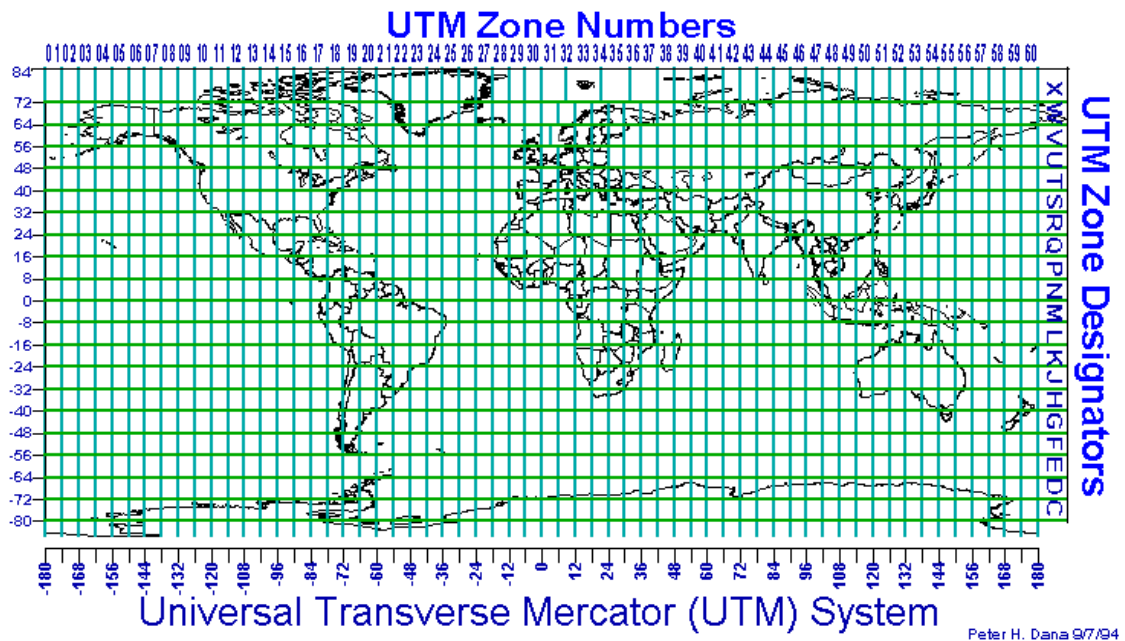 UTM Zone Numbers
01 02 03 04 05 06 07 08 09 10 11 12 13 14 15 16 17 18 19 20 21 22 23 24 25 26 27 28 29 30 31 32 33 34 35 36 37 38 39 40 41 42 43 44 45 46 47 48 49 50 51 52 53 54 55 56 57 58 59 60
84
72
64
56
48
40
32
24
16
8
0
-8
-16
-24
-32
-40
-48
-56
-64
-72
-80
X
W
V
U
T
S
R
Q
P
N
M
L
K
J
H
G
F
E
D
C
UTM Zone Designators
-180 -168 -156 -144 -132 -120 -108 -96 -84 -72 -60 -48 -36 -24 -12 0 12 24 36 48 60 72 84 96 108 120 132 144 156 168 180
Universal Transverse Mercator (UTM) System
Peter H. Dana 9/7/94